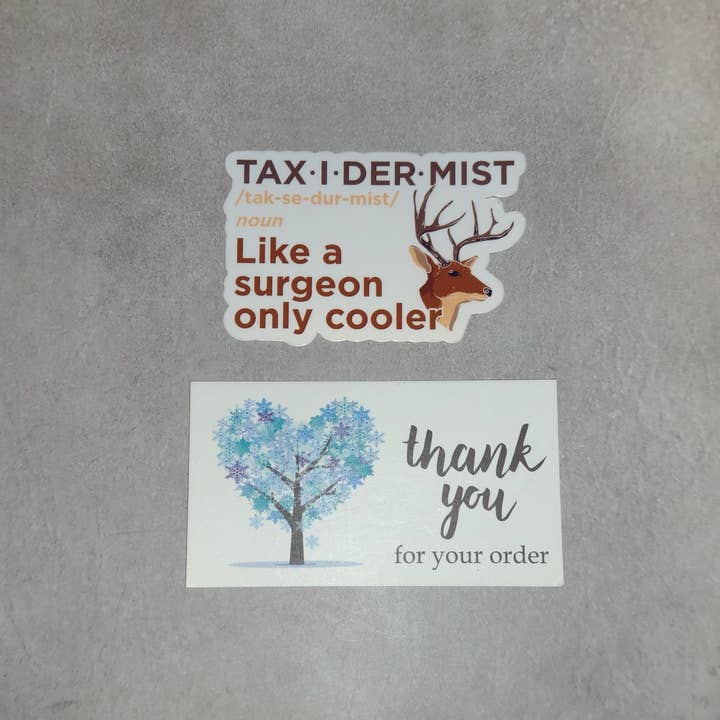 TAX·I·DER·MIST
/tak-se-dur-mist/
noun
Like a
surgeon
only cooler
thank
you
for your order